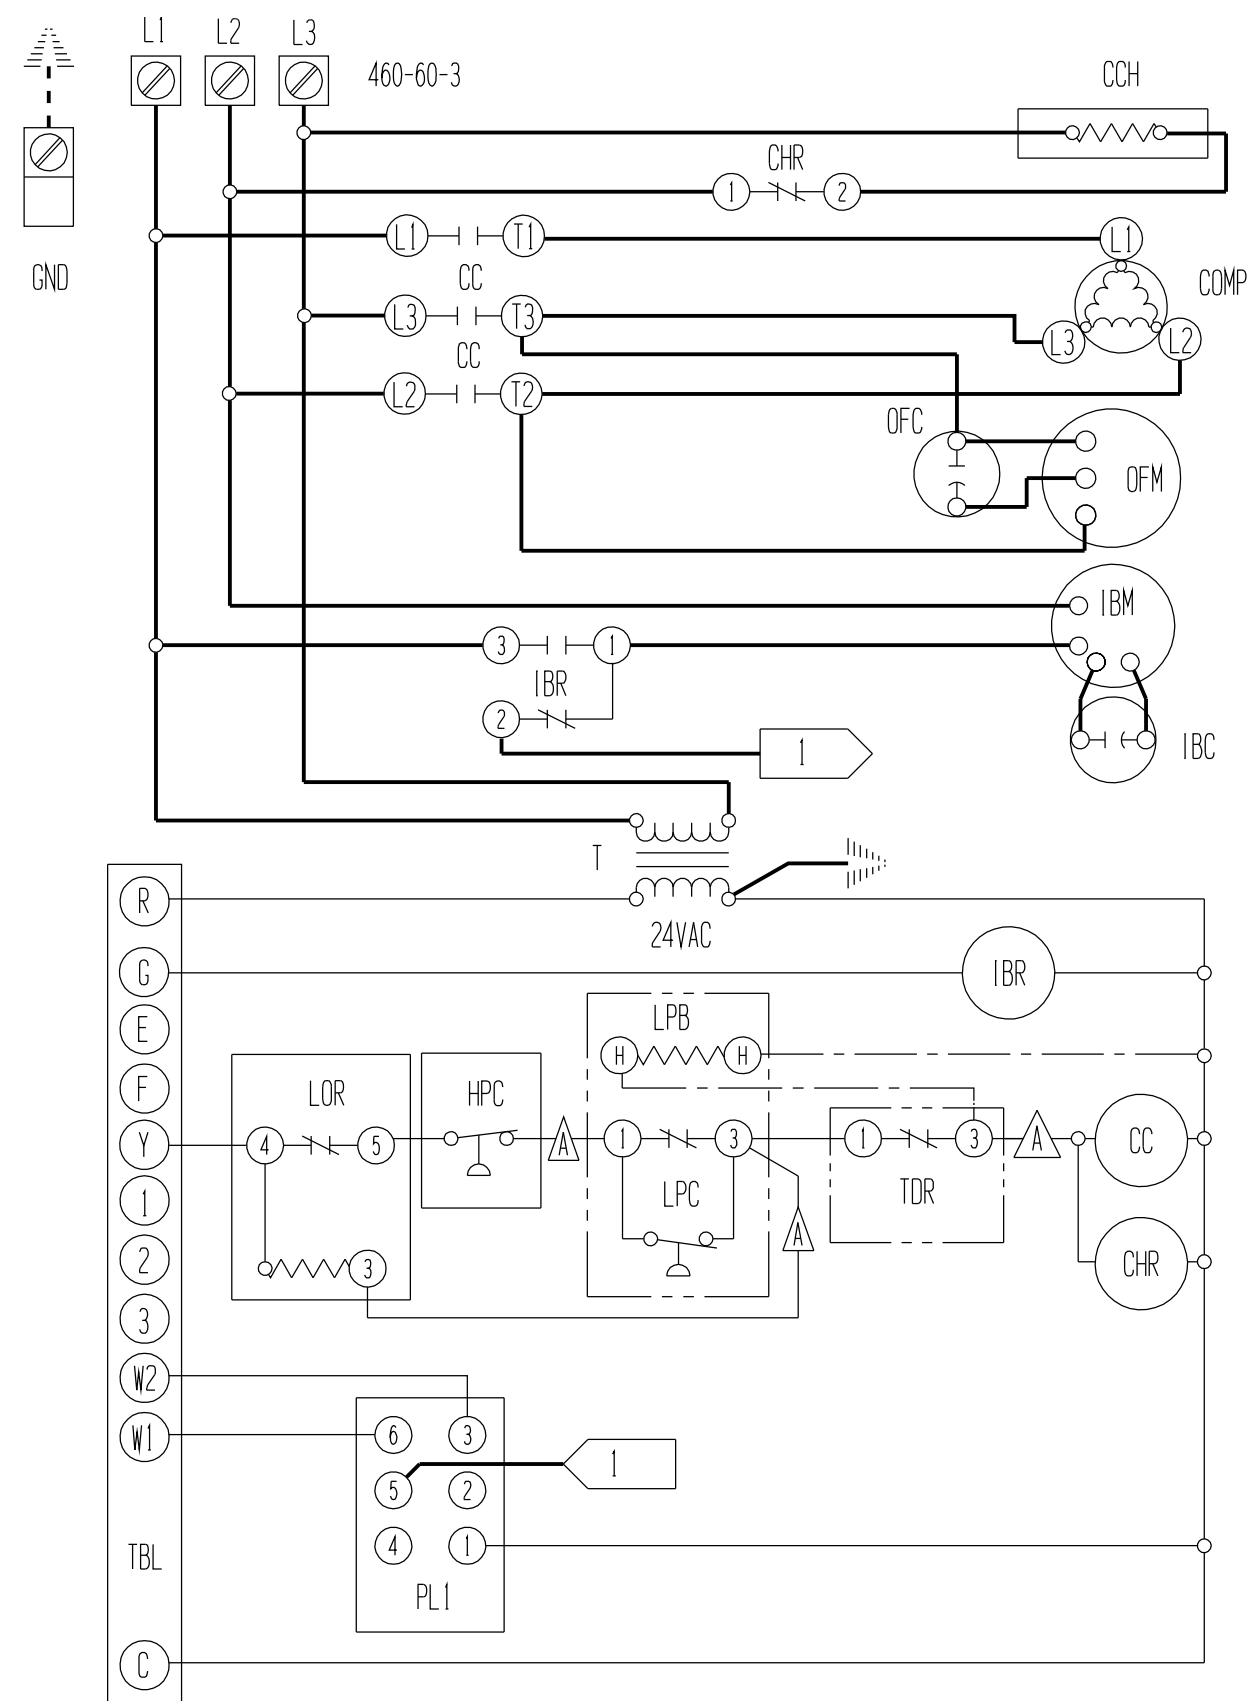 L1 L2 L3
460-60-3
CCH
CHR
1 2
L1 T1 L1
GND
CC
COMP
L3 T3
L3 L2
CC
L2 T2
OFC
OFM
IBM
3 1
IBR
2
1
IBC
T
R
24VAC
G IBR
LPB
E H H
F LOR HPC
Y 4 5 A 1 3 1 3 A CC
1 LPC TDR
A
2 3 CHR
3
W2
W1 6 3
1
5 2
TBL 4 1
PL1
C